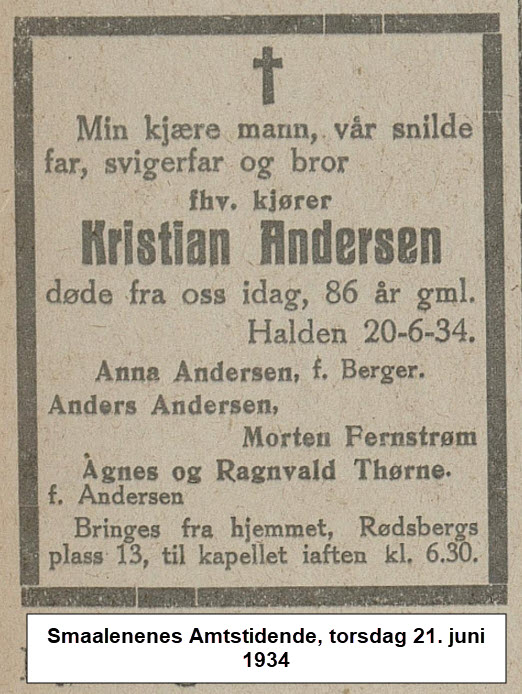 Min kjære mann, vår snilde
far, svigerfar og bror
fhv. kjører
Kristian Andersen
døde fra oss idag, 86 år gml.
Halden 20-6-34.
Anna Andersen, f. Berger.
Anders Andersen,
Morten Fernstrøm
Agnes og Ragnvald Thørne.
f. Andersen
Bringes fra hjemmet, Rødsbergs
plass 13, til kapellet iaften kl. 6.30.
Smaalenenes Amtstidende, torsdag 21. juni
1934